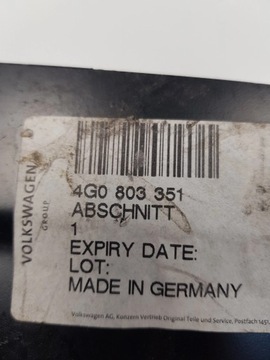 VOLKSWAGEN
GROUP
4G0 803 351
ABSCHNITT
1
EXPIRY DATE:
LOT:
MADE IN GERMANY
Volkswagen AG, Konzern Vertrieb Original Teile und Service, Postfach